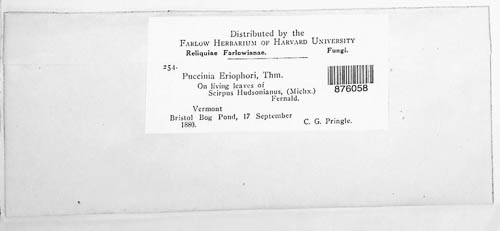 Distributed by the
FARLOW HERBARIUM OF HARVARD UNIVERSITY
Reliquiae Farlowianae. Fungi.
254.
Puccinia Eriophori, Thm.
On living leaves of
Scirpus Hudsonianus, (Michx.)
Fernald.
876058
Vermont
Bristol Bog Pond, 17 September
1880. C. G. Pringle.